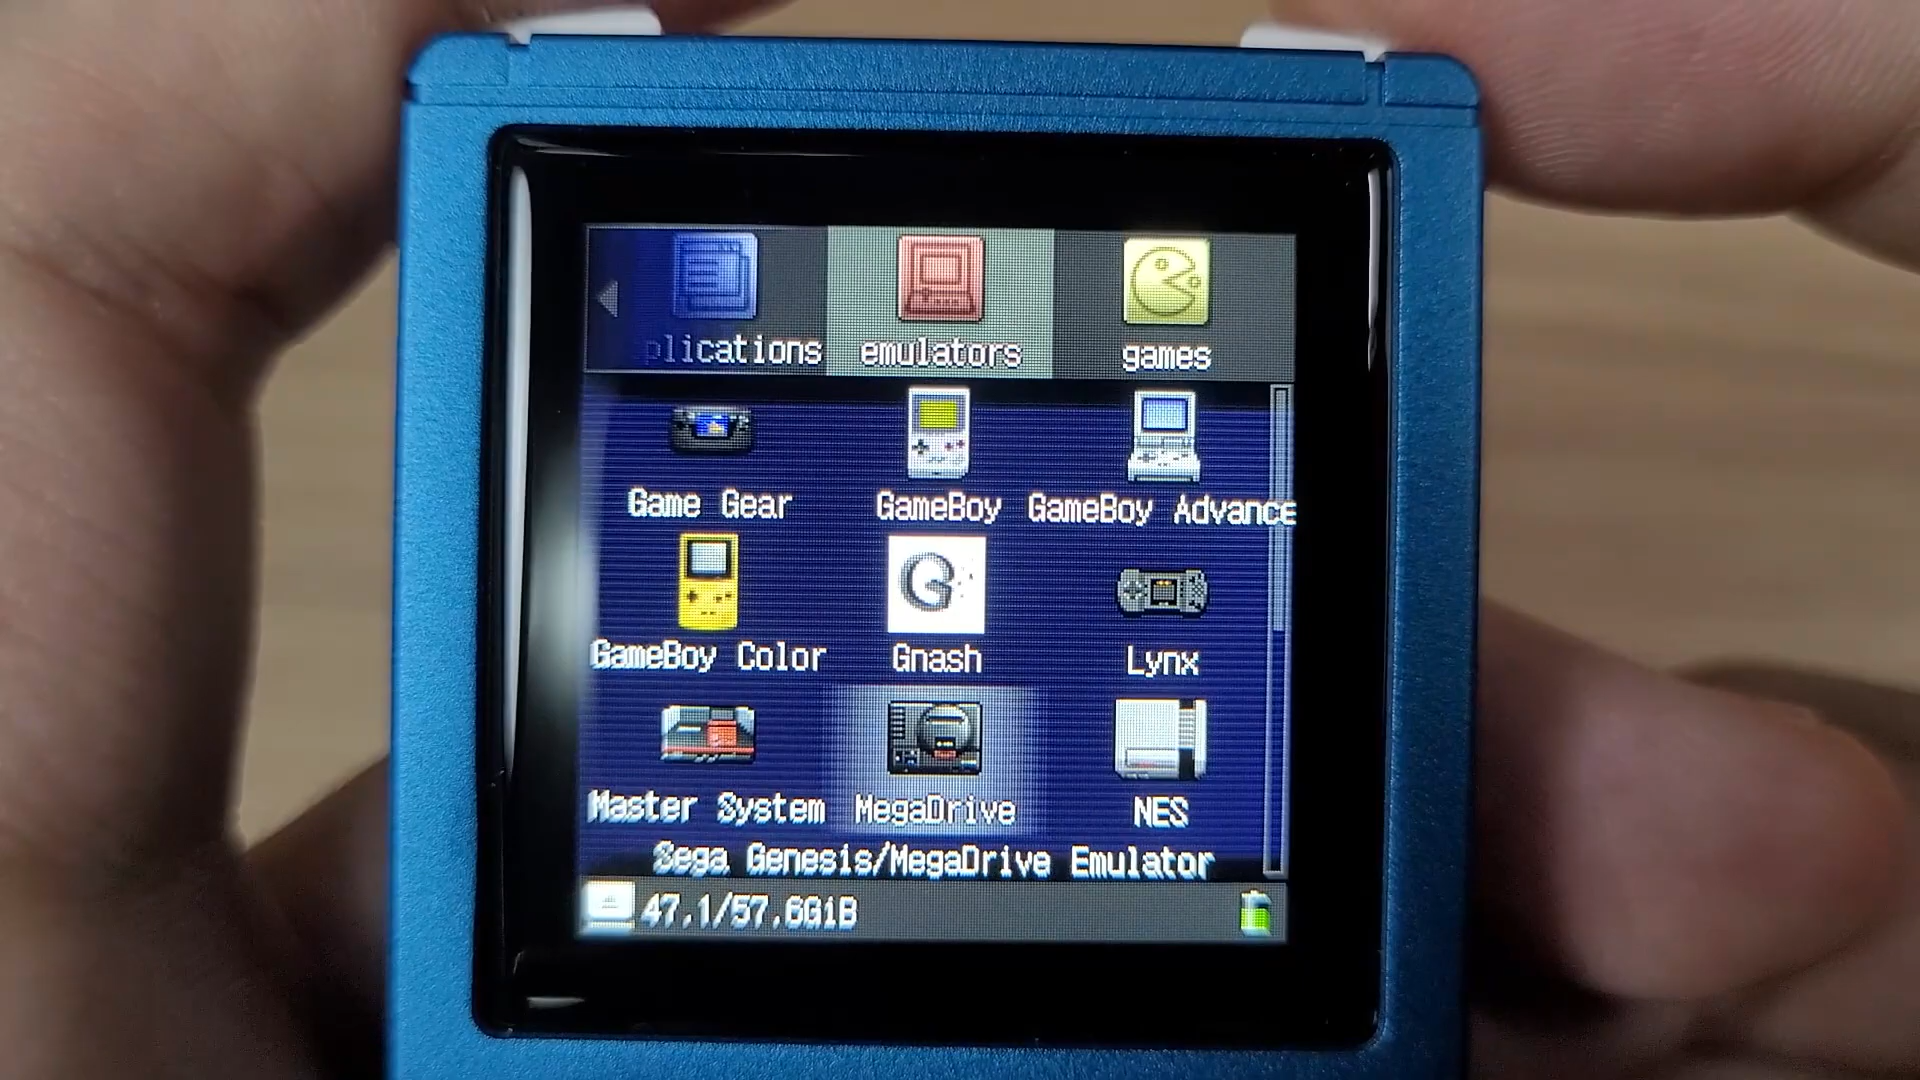 plications emulators games
Game Gear GameBoy GameBoy Advance
GameBoy Color Gnash Lynx
Master System MegaDrive NES
Sega Genesis/MegaDrive Emulator
47.1/57.6GiB